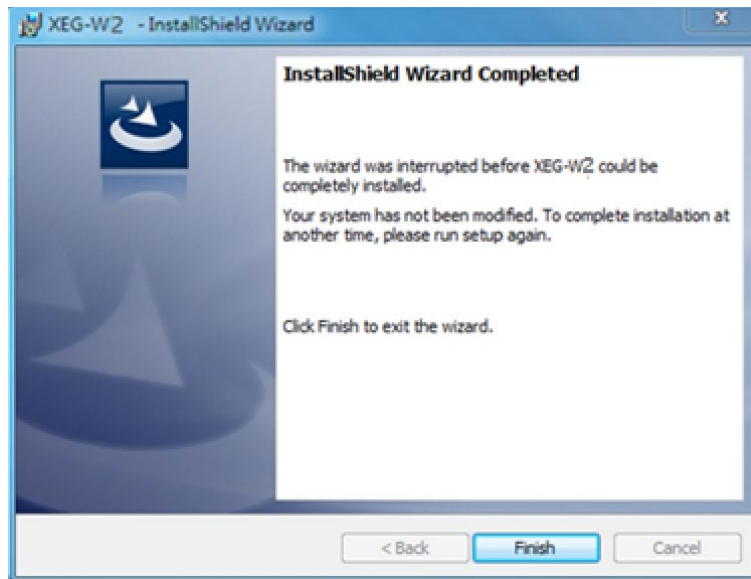 XEG-W2 - InstallShield Wizard
InstallShield Wizard Completed
The wizard was interrupted before XEG-W2 could be
completely installed.
Your system has not been modified. To complete installation at
another time, please run setup again.
Click Finish to exit the wizard.
< Back Finish Cancel